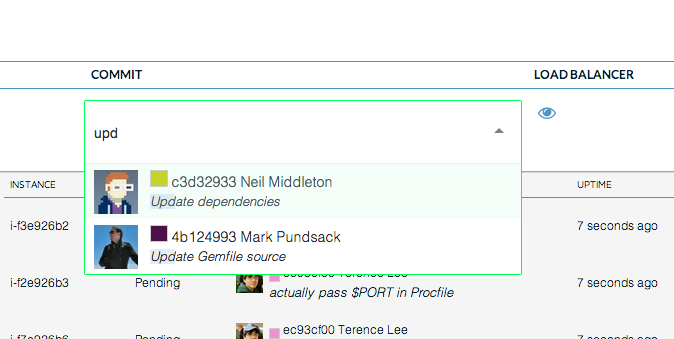 COMMIT LOAD BALANCER
upd
INSTANCE UPTIME
c3d32933 Neil Middleton
Update dependencies
i-f3e926b2 7 seconds ago
4b124993 Mark Pundsack
Update Gemfile source
Terence Lee
i-f2e926b3 Pending 7 seconds ago
actually pass $PORT in Procfile
ec93cf00 Terence Lee
i-f7e926b6 Pending 7 seconds ago